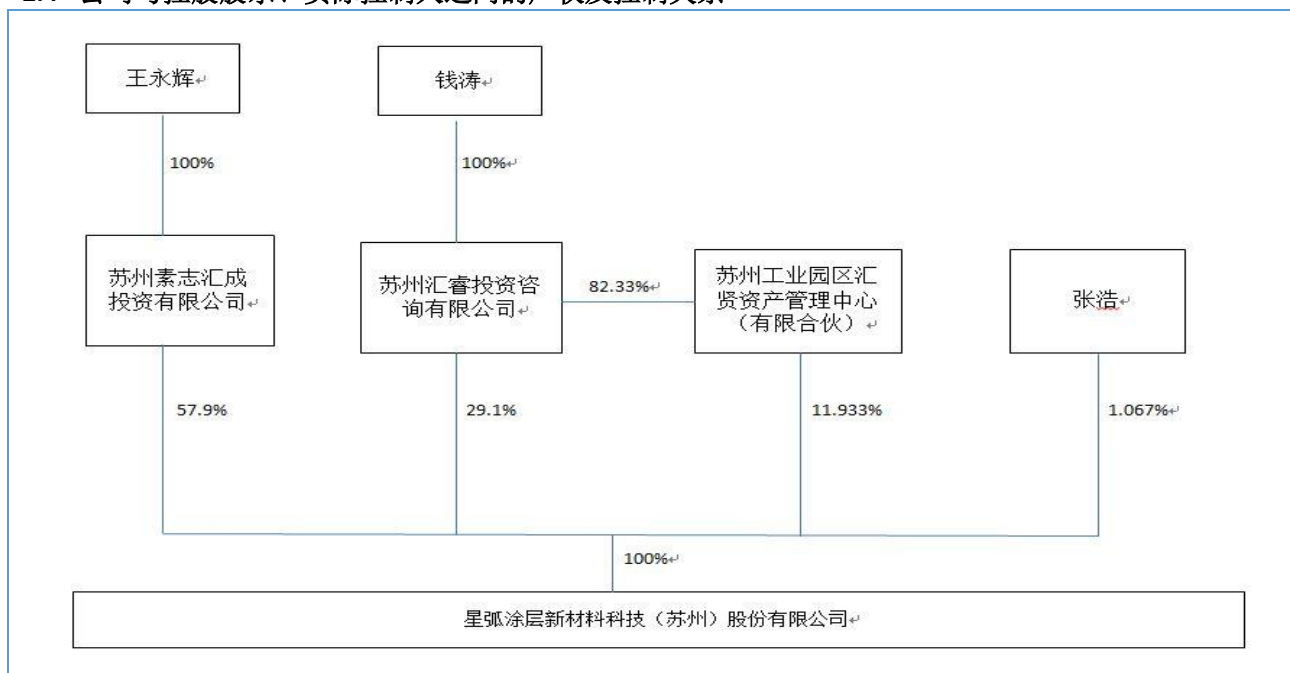 王永辉
钱涛
100%
100%
苏州素志汇成
投资有限公司
苏州汇睿投资咨
询有限公司
82.33%
苏州工业园区汇
贤资产管理中心
（有限合伙）
张浩
57.9%
29.1%
11.933%
1.067%
100%
星弧涂层新材料科技（苏州）股份有限公司